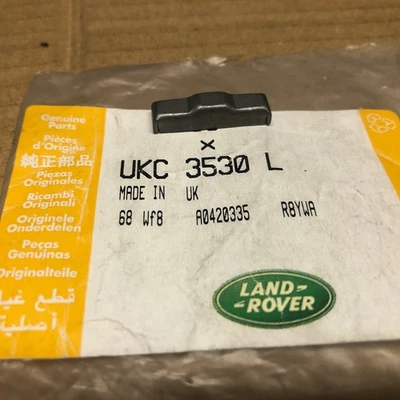 Genuine
Parts
Pièces
d'Origine
純正部品
Piezas
Originales
Ricambi
Originali
Originele
Onderdelen
Peças
Genuínas
Originalteile
قطع غيا
أصلية
x
UKC 3530 L
MADE IN UK
68 Wf8 A0420335 R8YWA
LAND-
ROVER